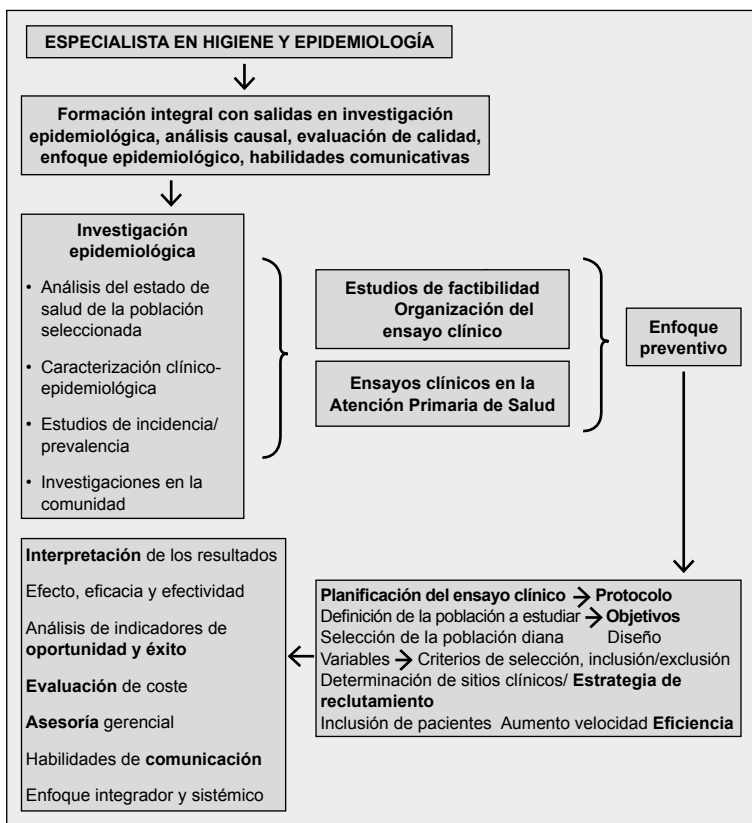 ESPECIALISTA EN HIGIENE Y EPIDEMIOLOGÍA
Formación integral con salidas en investigación
epidemiológica, análisis causal, evaluación de calidad,
enfoque epidemiológico, habilidades comunicativas
Investigación
epidemiológica
• Análisis del estado de
salud de la población
seleccionada
• Caracterización clínico-
epidemiológica
• Estudios de incidencia/
prevalencia
• Investigaciones en la
comunidad
Estudios de factibilidad
Organización del
ensayo clínico
Ensayos clínicos en la
Atención Primaria de Salud
Enfoque
preventivo
Planificación del ensayo clínico → Protocolo
Definición de la población a estudiar → Objetivos
Selección de la población diana Diseño
Variables → Criterios de selección, inclusión/exclusión
Determinación de sitios clínicos/ Estrategia de
reclutamiento
Inclusión de pacientes Aumento velocidad Eficiencia
Interpretación de los resultados
Efecto, eficacia y efectividad
Análisis de indicadores de
oportunidad y éxito
Evaluación de coste
Asesoría gerencial
Habilidades de comunicación
Enfoque integrador y sistémico